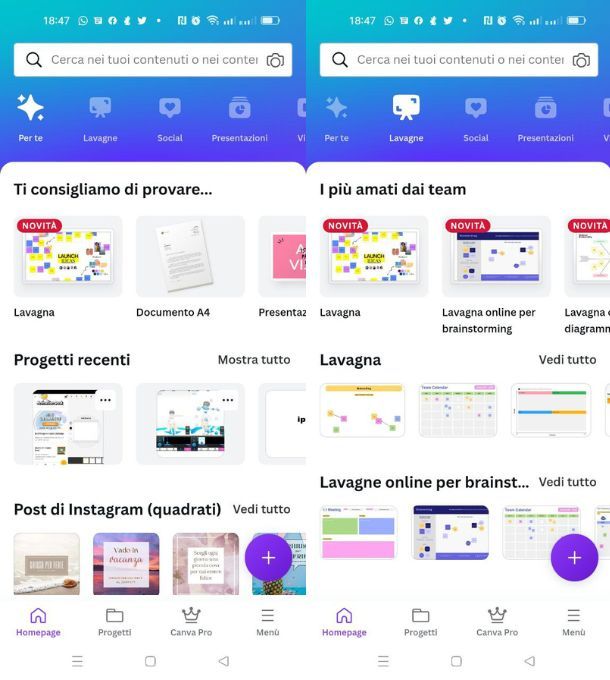 18:47
Cerca nei tuoi contenuti o nei conter
Per te
Lavagne
Social
Presentazioni
Vi
Ti consigliamo di provare...
NOVITÀ
LAUNCH
IDEAS
Lavagna
Documento A4
Presentaz
Progetti recenti
Mostra tutto
ip
Post di Instagram (quadrati)
Vedi tutto
CHIUSI PER FERIE
Vado in
Vacanza
Homepage
Progetti
Canva Pro
Menù
18:47
Cerca nei tuoi contenuti o nei conter
Per te
Lavagne
Social
Presentazioni
Vi
I più amati dai team
NOVITÀ
NOVITÀ
NOVITÀ
LAUNCH
IDEAS
Lavagna
Lavagna online per
brainstorming
Lavagna o
diagramm
Lavagna
Vedi tutto
Team Calendar
Lavagne online per brainst...
Vedi tutto
Team Calendar
Homepage
Progetti
Canva Pro
Menù